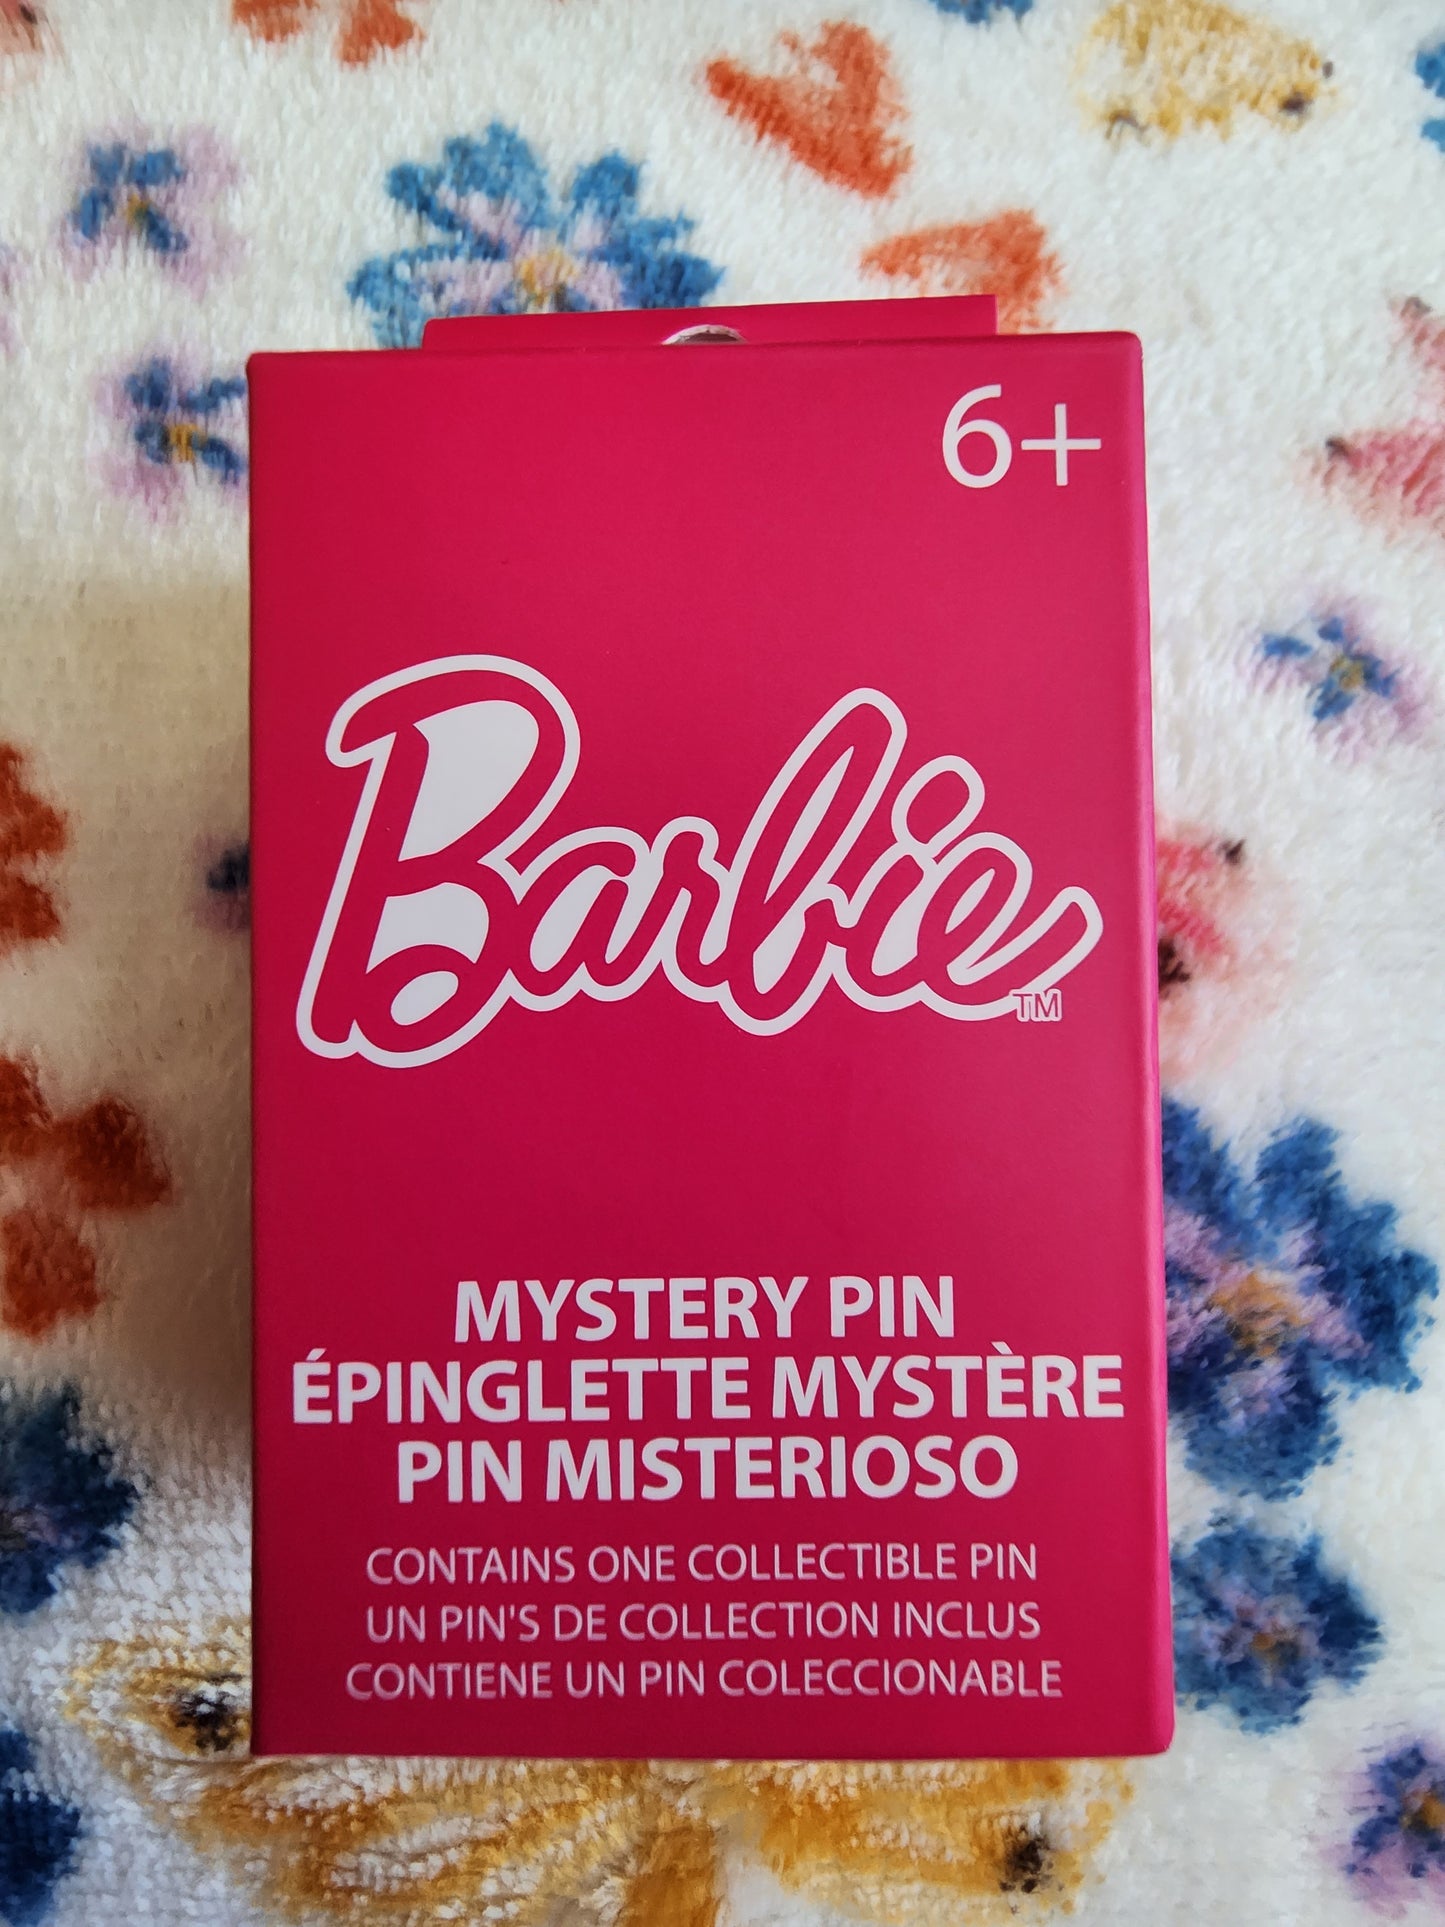 6+
Barbie
TM
MYSTERY PIN
ÉPINGLETTE MYSTÈRE
PIN MISTERIOSO
CONTAINS ONE COLLECTIBLE PIN
UN PIN'S DE COLLECTION INCLUS
CONTIENE UN PIN COLECCIONABLE